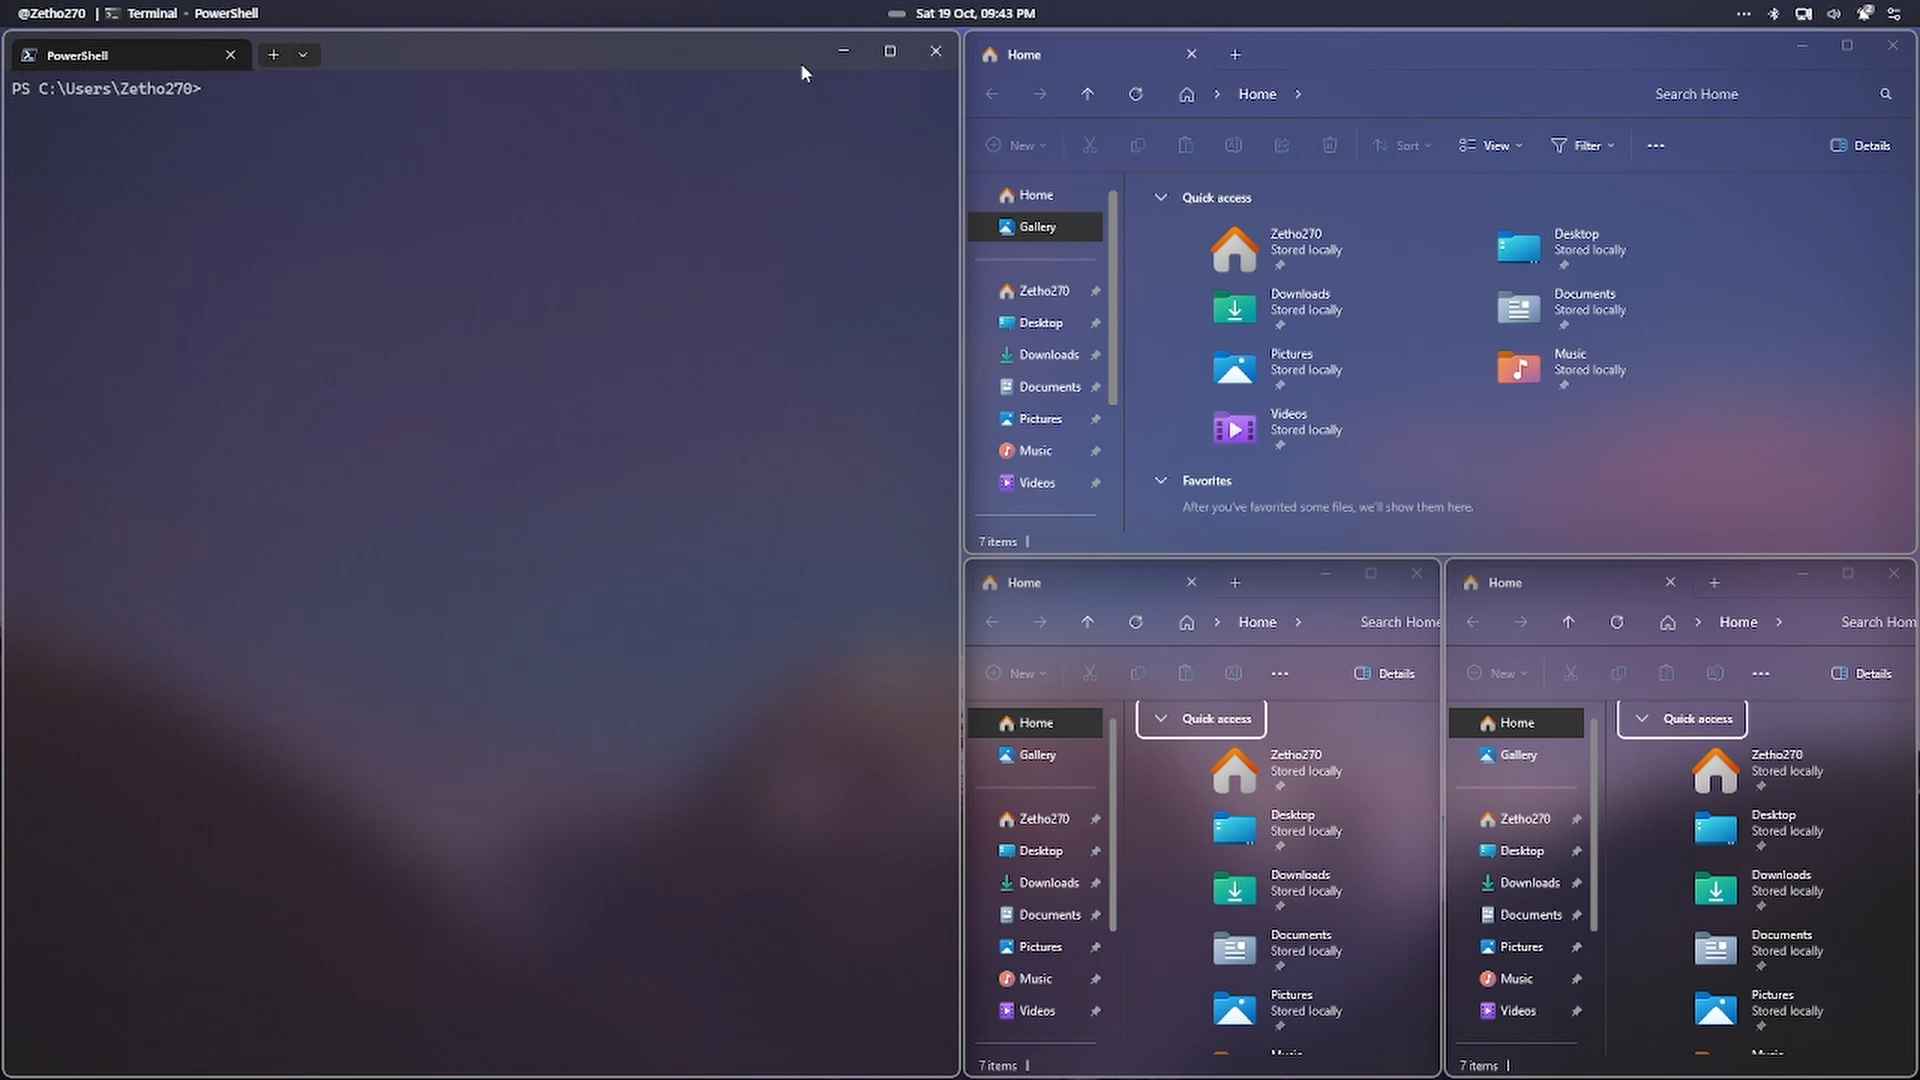 @Zetho270 | Terminal - PowerShell
Sat 19 Oct, 09:43 PM
2
PowerShell
PS C:\Users\Zetho270>
Home
Home
Search Home
New
Sort
View
Filter
Details
Home
Gallery
Zetho270
Desktop
Downloads
Documents
Pictures
Music
Videos
Quick access
Zetho270
Stored locally
Desktop
Stored locally
Downloads
Stored locally
Documents
Stored locally
Pictures
Stored locally
Music
Stored locally
Videos
Stored locally
Favorites
After you've favorited some files, we'll show them here.
7 items
Home
Home
Search Home
New
Details
Home
Gallery
Zetho270
Desktop
Downloads
Documents
Pictures
Music
Videos
Quick access
Zetho270
Stored locally
Desktop
Stored locally
Downloads
Stored locally
Documents
Stored locally
Pictures
Stored locally
Music
7 items
Home
Home
Search Hom
New
Details
Home
Gallery
Zetho270
Desktop
Downloads
Documents
Pictures
Music
Videos
Quick access
Zetho270
Stored locally
Desktop
Stored locally
Downloads
Stored locally
Documents
Stored locally
Pictures
Stored locally
Music
7 items